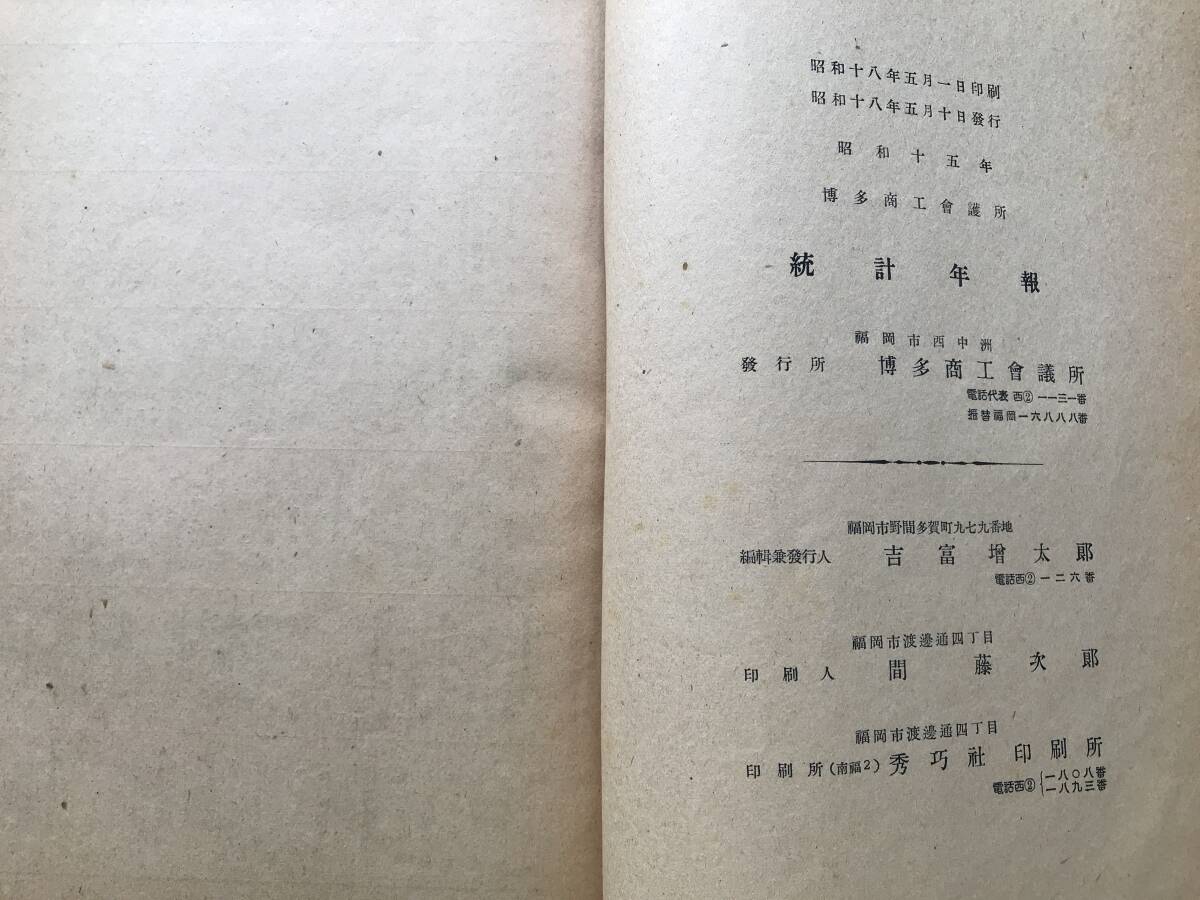 昭和十八年五月一日印刷
昭和十八年五月十日發行
昭和十五年
博多商工會護所
統計年報
福岡市西中洲
發行所 博多商工會議所
電話代表 西② 一一三一番
振替福岡一六八八八番
福岡市野間多賀町九七九番地
編輯兼發行人 吉富增太郞
電話西② 一二六番
福岡市渡邊通四丁目
印刷人 間藤次郞
福岡市渡邊通四丁目
印刷所(南福2) 秀巧社印刷所
電話西② 一八〇八番
一八九三番